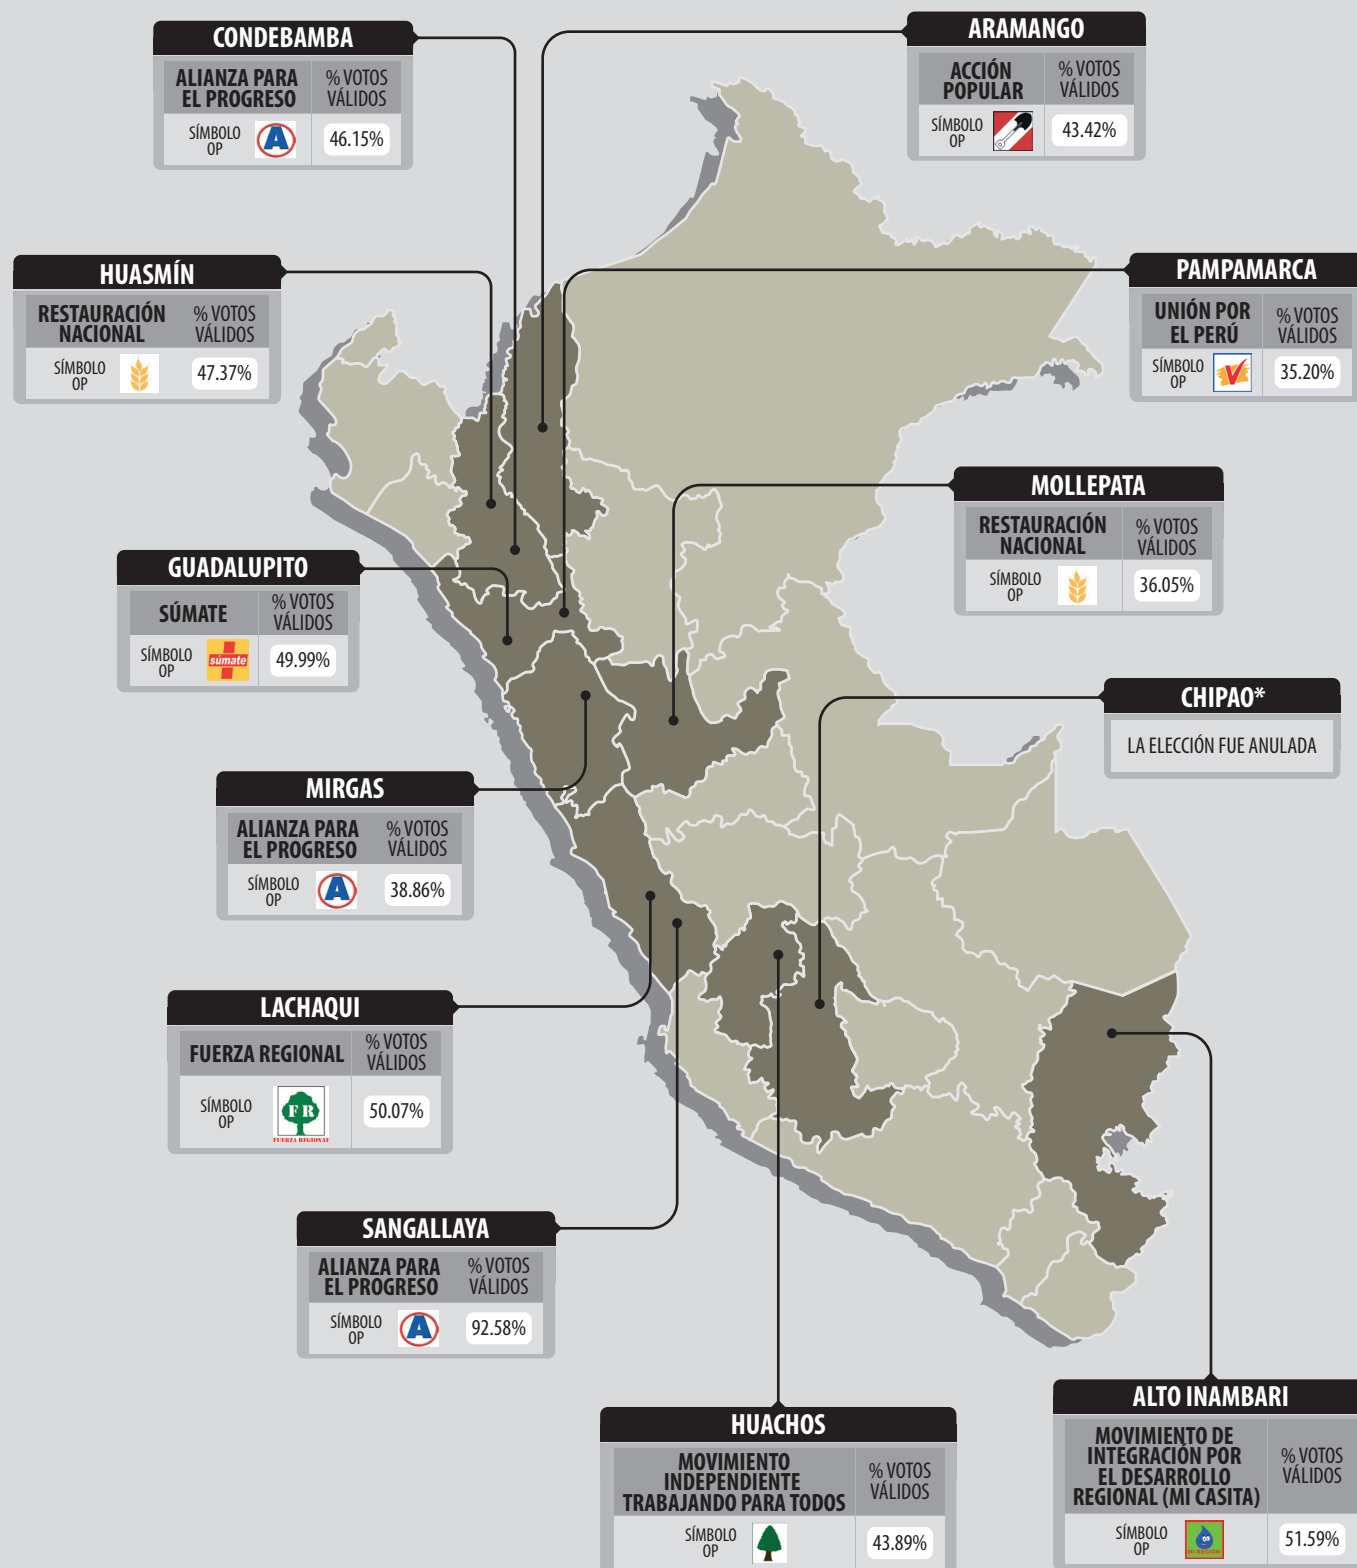 CONDEBAMBA
ALIANZA PARA
EL PROGRESO
% VOTOS
VÁLIDOS
SÍMBOLO
OP
A
46.15%
ARAMANGO
ACCIÓN
POPULAR
% VOTOS
VÁLIDOS
SÍMBOLO
OP
43.42%
HUASMÍN
RESTAURACIÓN
NACIONAL
% VOTOS
VÁLIDOS
SÍMBOLO
OP
47.37%
PAMPAMARCA
UNIÓN POR
EL PERÚ
% VOTOS
VÁLIDOS
SÍMBOLO
OP
35.20%
MOLLEPATA
RESTAURACIÓN
NACIONAL
% VOTOS
VÁLIDOS
SÍMBOLO
OP
36.05%
GUADALUPITO
SÚMATE
% VOTOS
VÁLIDOS
SÍMBOLO
OP
súmate
49.99%
CHIPAO*
LA ELECCIÓN FUE ANULADA
MIRGAS
ALIANZA PARA
EL PROGRESO
% VOTOS
VÁLIDOS
SÍMBOLO
OP
A
38.86%
LACHAQUI
FUERZA REGIONAL
% VOTOS
VÁLIDOS
SÍMBOLO
OP
FR
FUERZA REGIONAL
50.07%
SANGALLAYA
ALIANZA PARA
EL PROGRESO
% VOTOS
VÁLIDOS
SÍMBOLO
OP
A
92.58%
HUACHOS
MOVIMIENTO
INDEPENDIENTE
TRABAJANDO PARA TODOS
% VOTOS
VÁLIDOS
SÍMBOLO
OP
43.89%
ALTO INAMBARI
MOVIMIENTO DE
INTEGRACIÓN POR
EL DESARROLLO
REGIONAL (MI CASITA)
% VOTOS
VÁLIDOS
SÍMBOLO
OP
MI REGION
51.59%